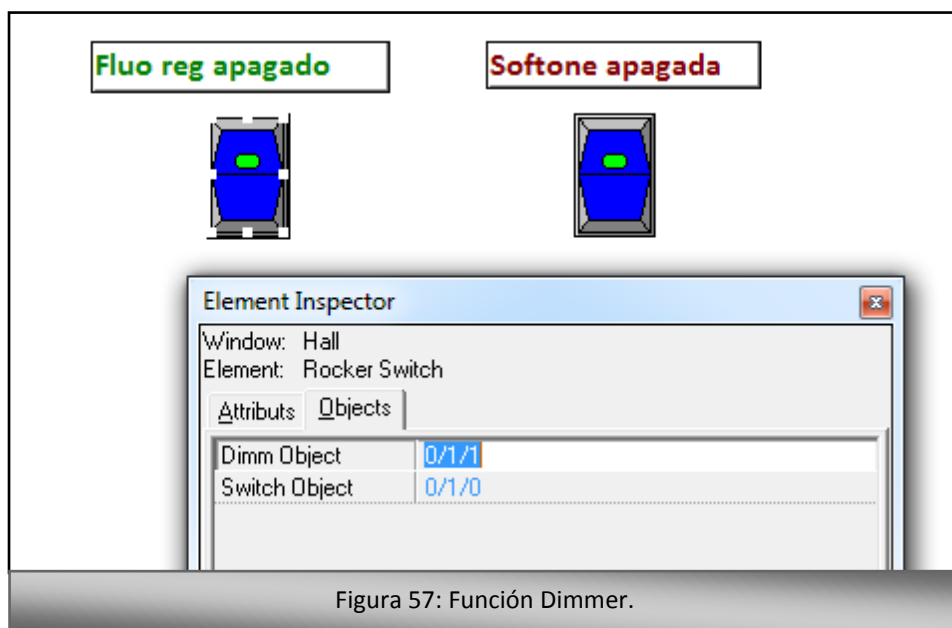 Fluo reg apagado
Softone apagada
Element Inspector
Window: Hall
Element: Rocker Switch
Attributs Objects
Dimm Object 0/1/1
Switch Object 0/1/0
Figura 57: Función Dimmer.